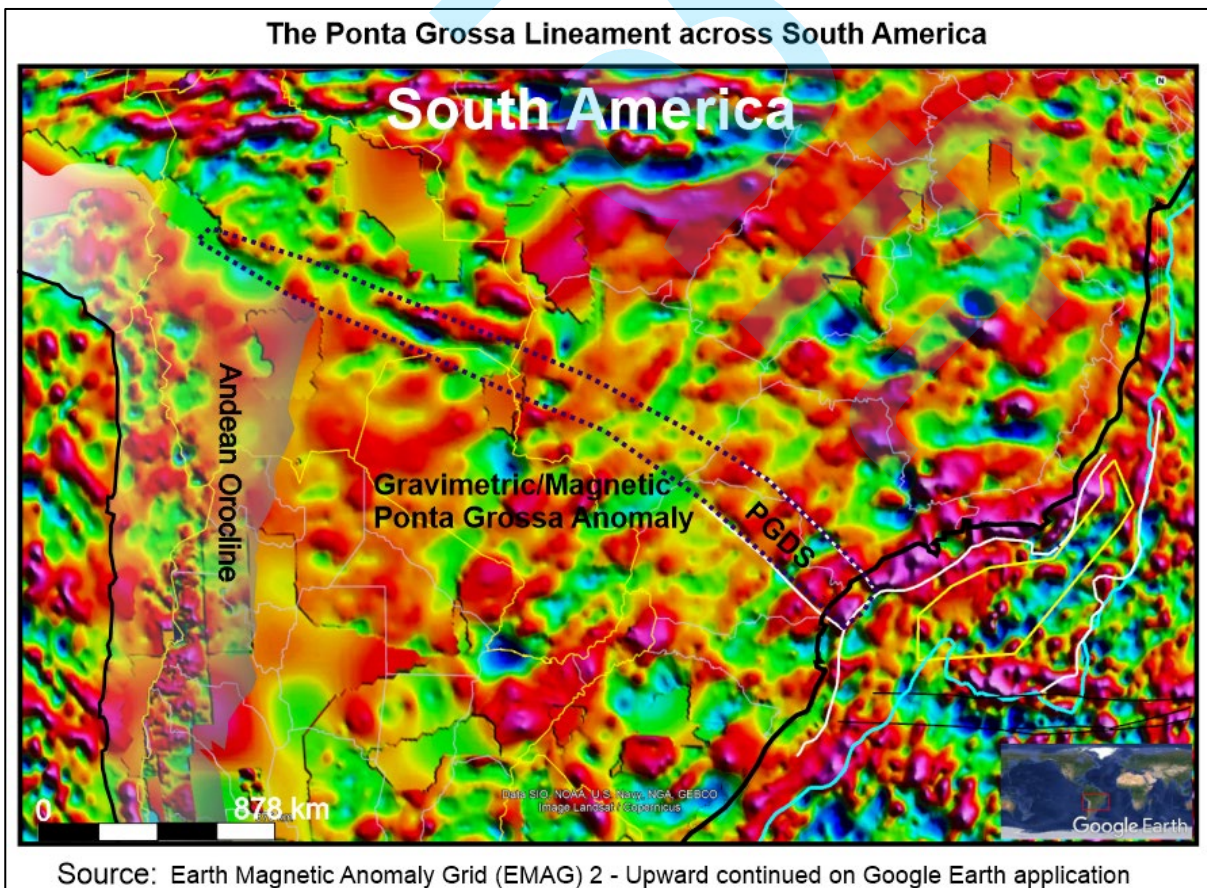 The Ponta Grossa Lineament across South America
South America
N
Andean Orocline
Gravimetric/Magnetic
Ponta Grossa Anomaly
PGDS
0 878 km
Data SIO, NOAA, U.S. Navy, NGA, GEBCO
Image Landsat / Copernicus
Google Earth
Source: Earth Magnetic Anomaly Grid (EMAG) 2 - Upward continued on Google Earth application